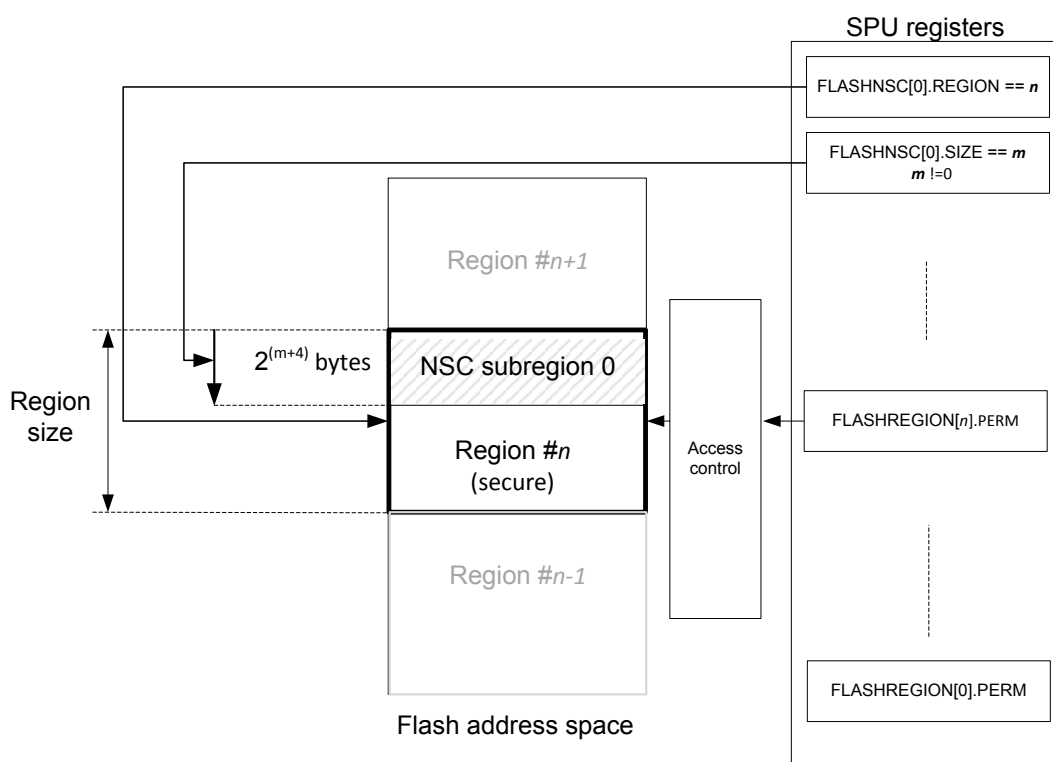 SPU registers
FLASHNSC[0].REGION == n
FLASHNSC[0].SIZE == m
m !=0
Region #n+1
2^(m+4) bytes
NSC subregion 0
Region
size
Region #n
(secure)
Access
control
FLASHREGION[n].PERM
Region #n-1
FLASHREGION[0].PERM
Flash address space